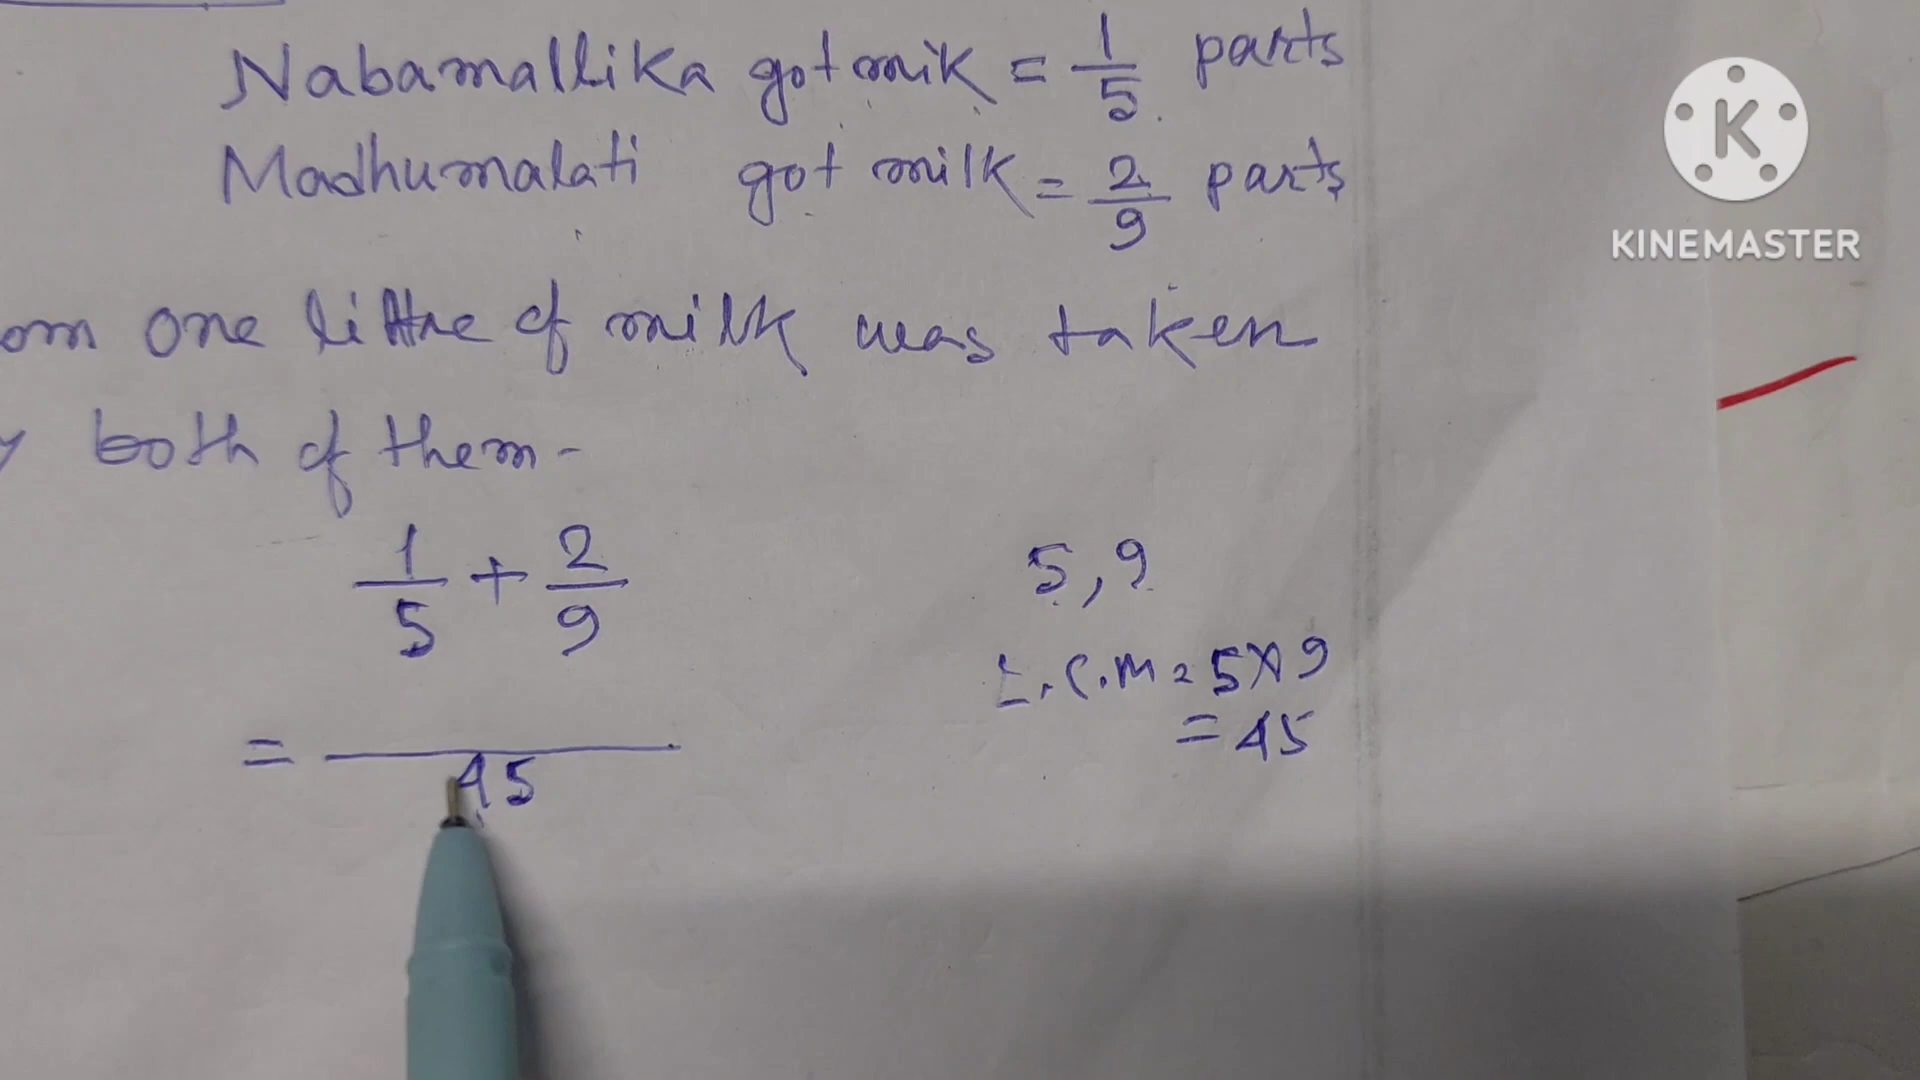 Nabamallika got mik = 1/5 parts
Madhumalati got milk = 2/9 parts
K
KINEMASTER
om one littre of milk was taken
y both of them -
1/5 + 2/9
5, 9
L.C.M = 5×9
= 45
= /45